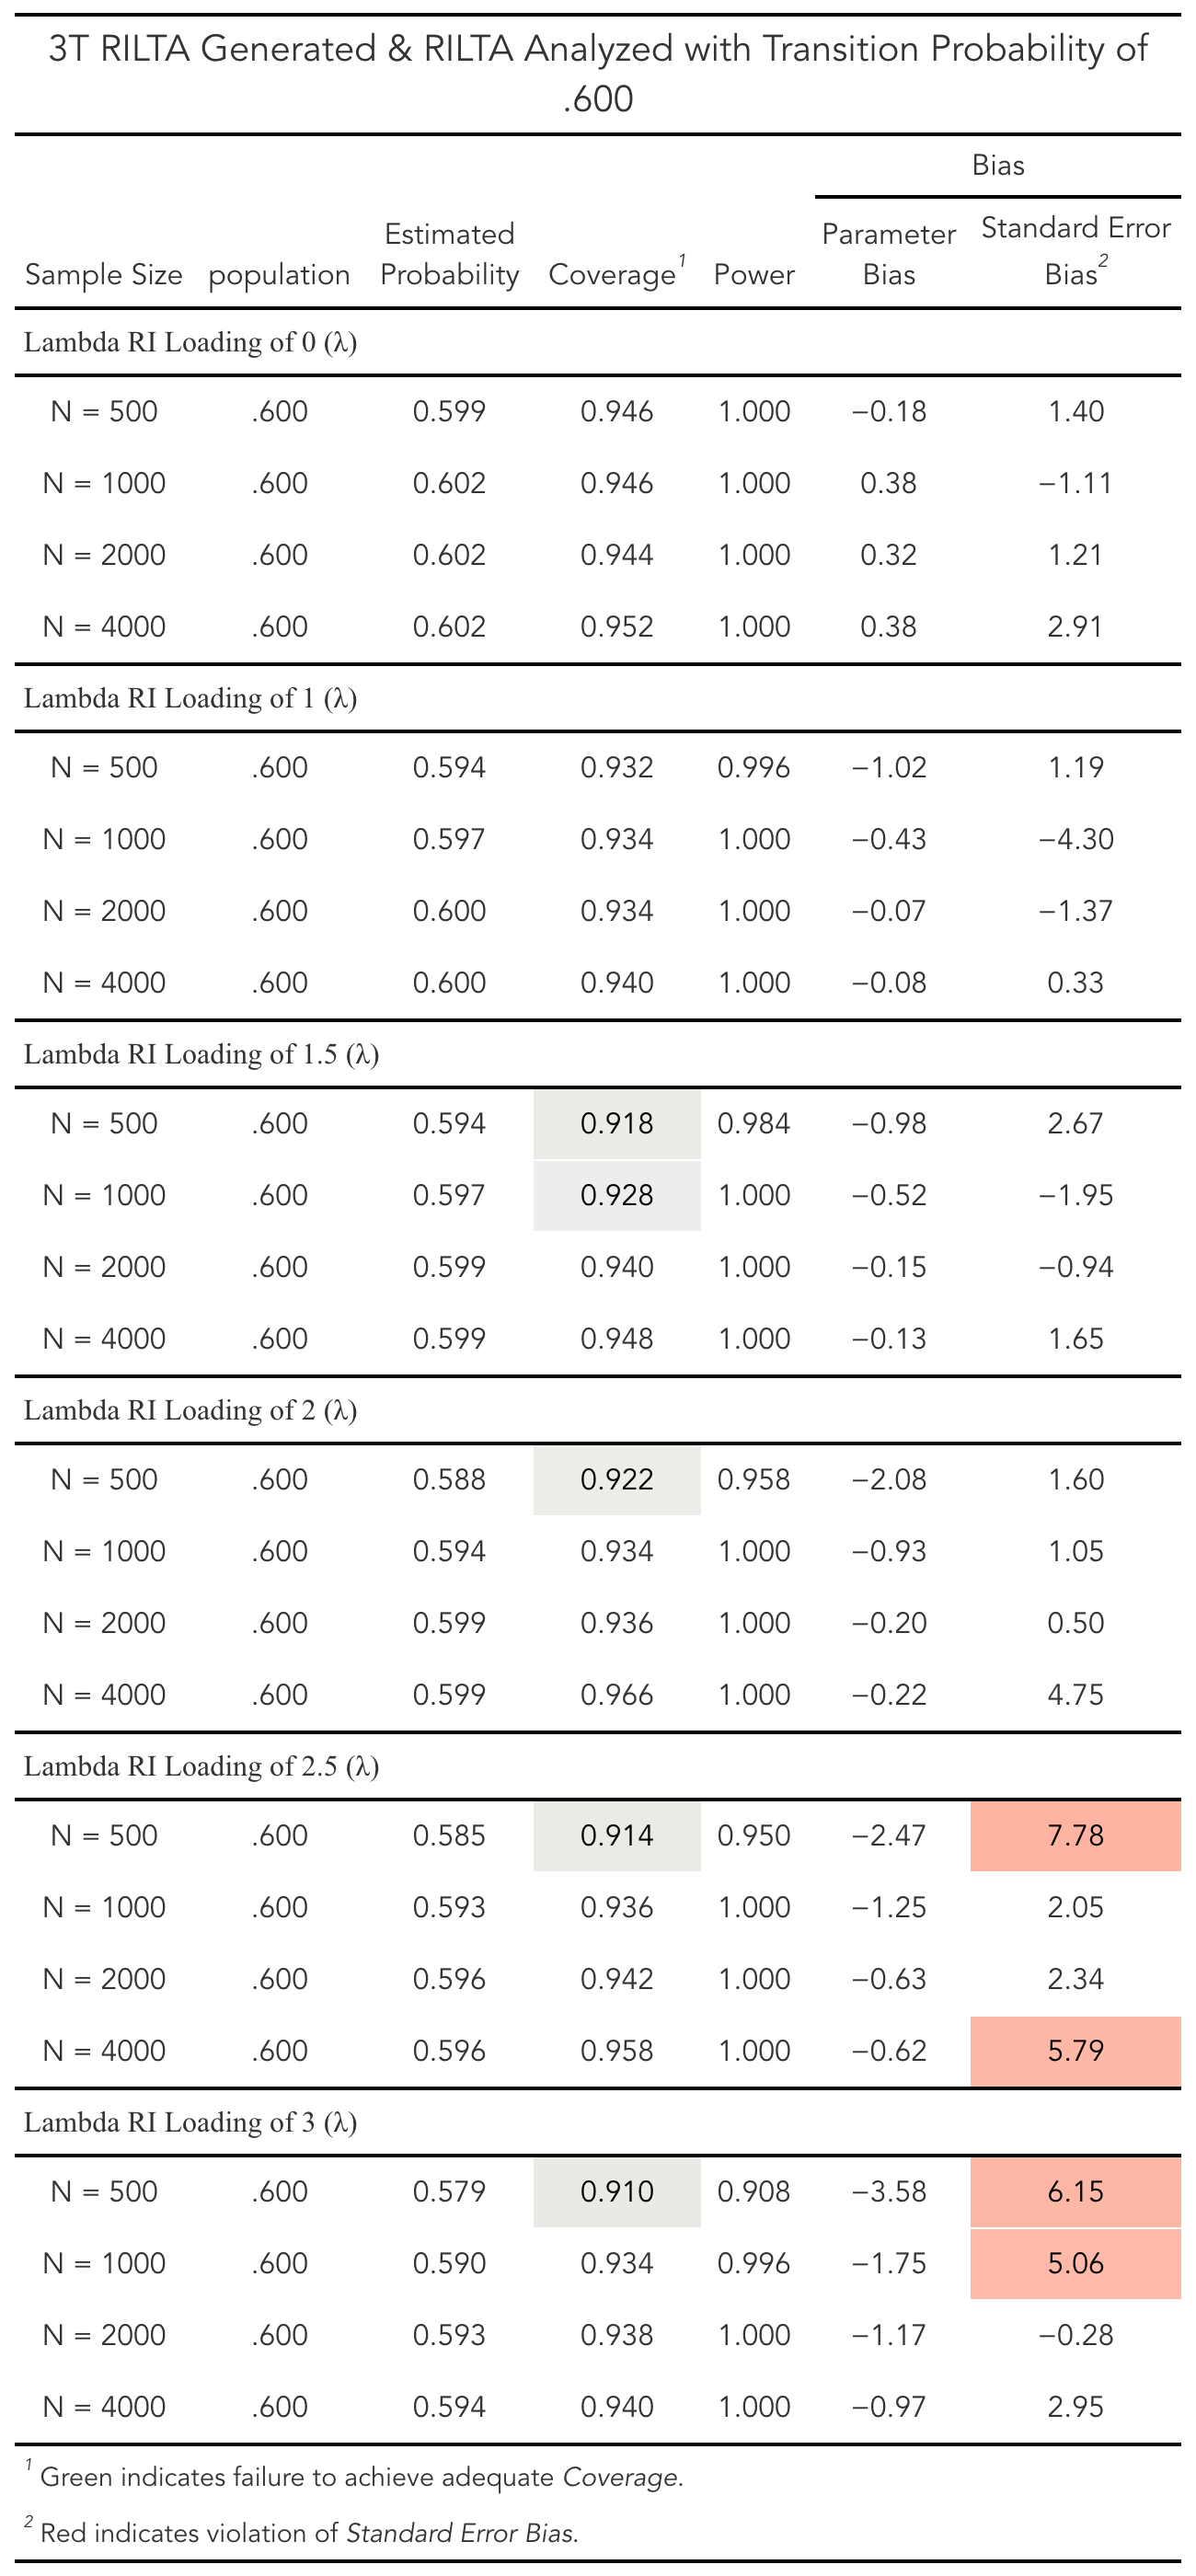 3T RILTA Generated & RILTA Analyzed with Transition Probability of
.600
Bias
Sample Size population Estimated Probability Coverage1 Power Parameter Bias Standard Error Bias2
Lambda RI Loading of 0 (λ)
N = 500 .600 0.599 0.946 1.000 −0.18 1.40
N = 1000 .600 0.602 0.946 1.000 0.38 −1.11
N = 2000 .600 0.602 0.944 1.000 0.32 1.21
N = 4000 .600 0.602 0.952 1.000 0.38 2.91
Lambda RI Loading of 1 (λ)
N = 500 .600 0.594 0.932 0.996 −1.02 1.19
N = 1000 .600 0.597 0.934 1.000 −0.43 −4.30
N = 2000 .600 0.600 0.934 1.000 −0.07 −1.37
N = 4000 .600 0.600 0.940 1.000 −0.08 0.33
Lambda RI Loading of 1.5 (λ)
N = 500 .600 0.594 0.918 0.984 −0.98 2.67
N = 1000 .600 0.597 0.928 1.000 −0.52 −1.95
N = 2000 .600 0.599 0.940 1.000 −0.15 −0.94
N = 4000 .600 0.599 0.948 1.000 −0.13 1.65
Lambda RI Loading of 2 (λ)
N = 500 .600 0.588 0.922 0.958 −2.08 1.60
N = 1000 .600 0.594 0.934 1.000 −0.93 1.05
N = 2000 .600 0.599 0.936 1.000 −0.20 0.50
N = 4000 .600 0.599 0.966 1.000 −0.22 4.75
Lambda RI Loading of 2.5 (λ)
N = 500 .600 0.585 0.914 0.950 −2.47 7.78
N = 1000 .600 0.593 0.936 1.000 −1.25 2.05
N = 2000 .600 0.596 0.942 1.000 −0.63 2.34
N = 4000 .600 0.596 0.958 1.000 −0.62 5.79
Lambda RI Loading of 3 (λ)
N = 500 .600 0.579 0.910 0.908 −3.58 6.15
N = 1000 .600 0.590 0.934 0.996 −1.75 5.06
N = 2000 .600 0.593 0.938 1.000 −1.17 −0.28
N = 4000 .600 0.594 0.940 1.000 −0.97 2.95
1 Green indicates failure to achieve adequate Coverage.
2 Red indicates violation of Standard Error Bias.